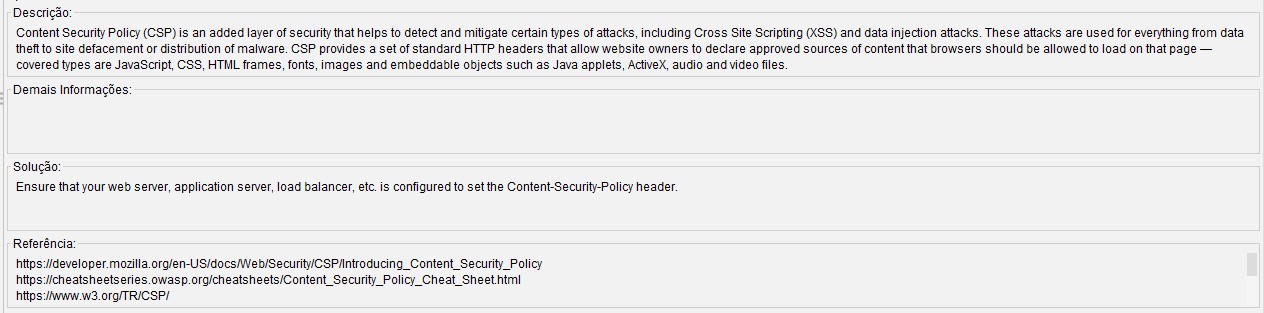 Descrição:
Content Security Policy (CSP) is an added layer of security that helps to detect and mitigate certain types of attacks, including Cross Site Scripting (XSS) and data injection attacks. These attacks are used for everything from data
theft to site defacement or distribution of malware. CSP provides a set of standard HTTP headers that allow website owners to declare approved sources of content that browsers should be allowed to load on that page —
covered types are JavaScript, CSS, HTML frames, fonts, images and embeddable objects such as Java applets, ActiveX, audio and video files.
Demais Informações:
Solução:
Ensure that your web server, application server, load balancer, etc. is configured to set the Content-Security-Policy header.
Referência:
https://developer.mozilla.org/en-US/docs/Web/Security/CSP/Introducing_Content_Security_Policy
https://cheatsheetseries.owasp.org/cheatsheets/Content_Security_Policy_Cheat_Sheet.html
https://www.w3.org/TR/CSP/